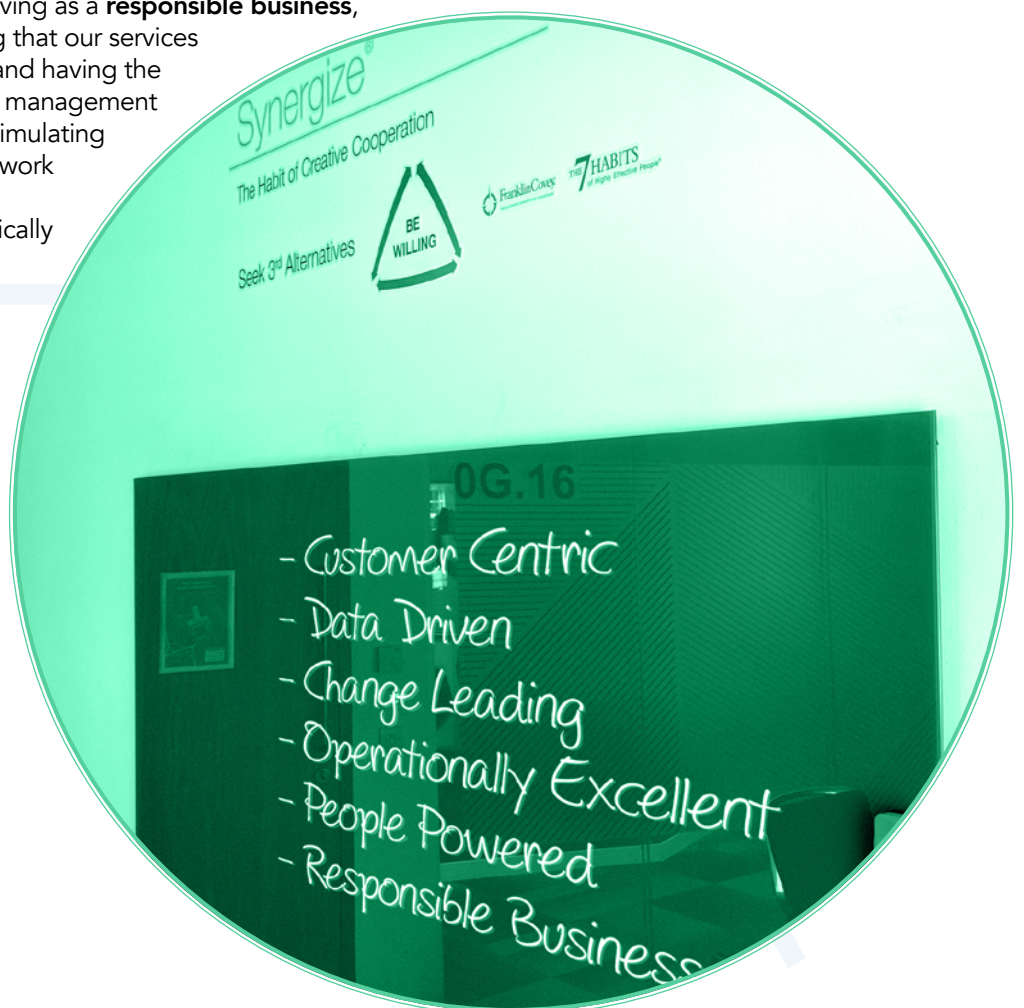 ving as a responsible business,
g that our services
and having the
management
imulating
work
ically
Synergize®
The Habit of Creative Cooperation
Seek 3rd Alternatives
BE
WILLING
FranklinCovey
THE 7 HABITS
of Highly Effective People®
0G.16
- Customer Centric
- Data Driven
- Change Leading
- Operationally Excellent
- People Powered
- Responsible Business